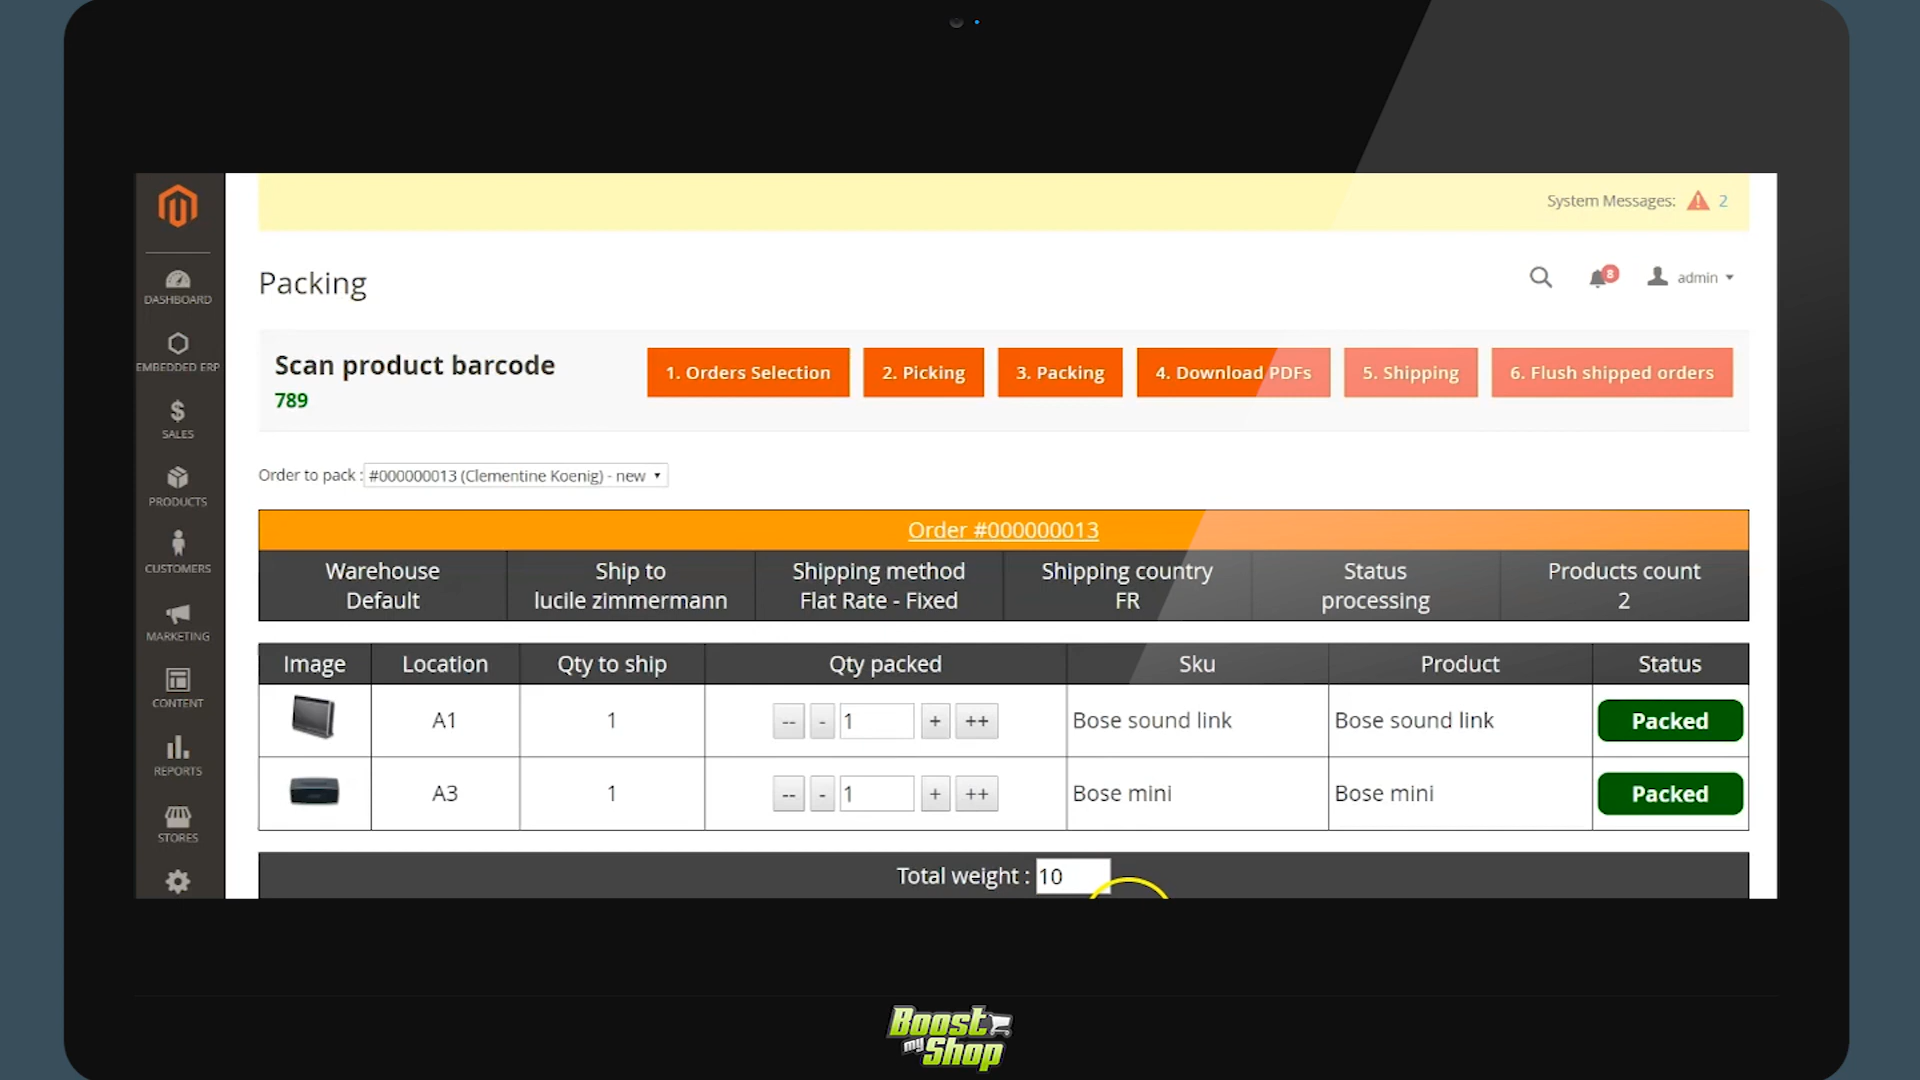 System Messages: 2
Packing
8
admin
DASHBOARD
EMBEDDED ERP
SALES
PRODUCTS
CUSTOMERS
MARKETING
CONTENT
REPORTS
STORES
Scan product barcode
789
1. Orders Selection
2. Picking
3. Packing
4. Download PDFs
5. Shipping
6. Flush shipped orders
Order to pack : #000000013 (Clementine Koenig) - new
Order #000000013
Warehouse
Default
Ship to
lucile zimmermann
Shipping method
Flat Rate - Fixed
Shipping country
FR
Status
processing
Products count
2
Image Location Qty to ship Qty packed Sku Product Status
A1 1 -- - 1 + ++ Bose sound link Bose sound link Packed
A3 1 -- - 1 + ++ Bose mini Bose mini Packed
Total weight : 10
Boost
my Shop